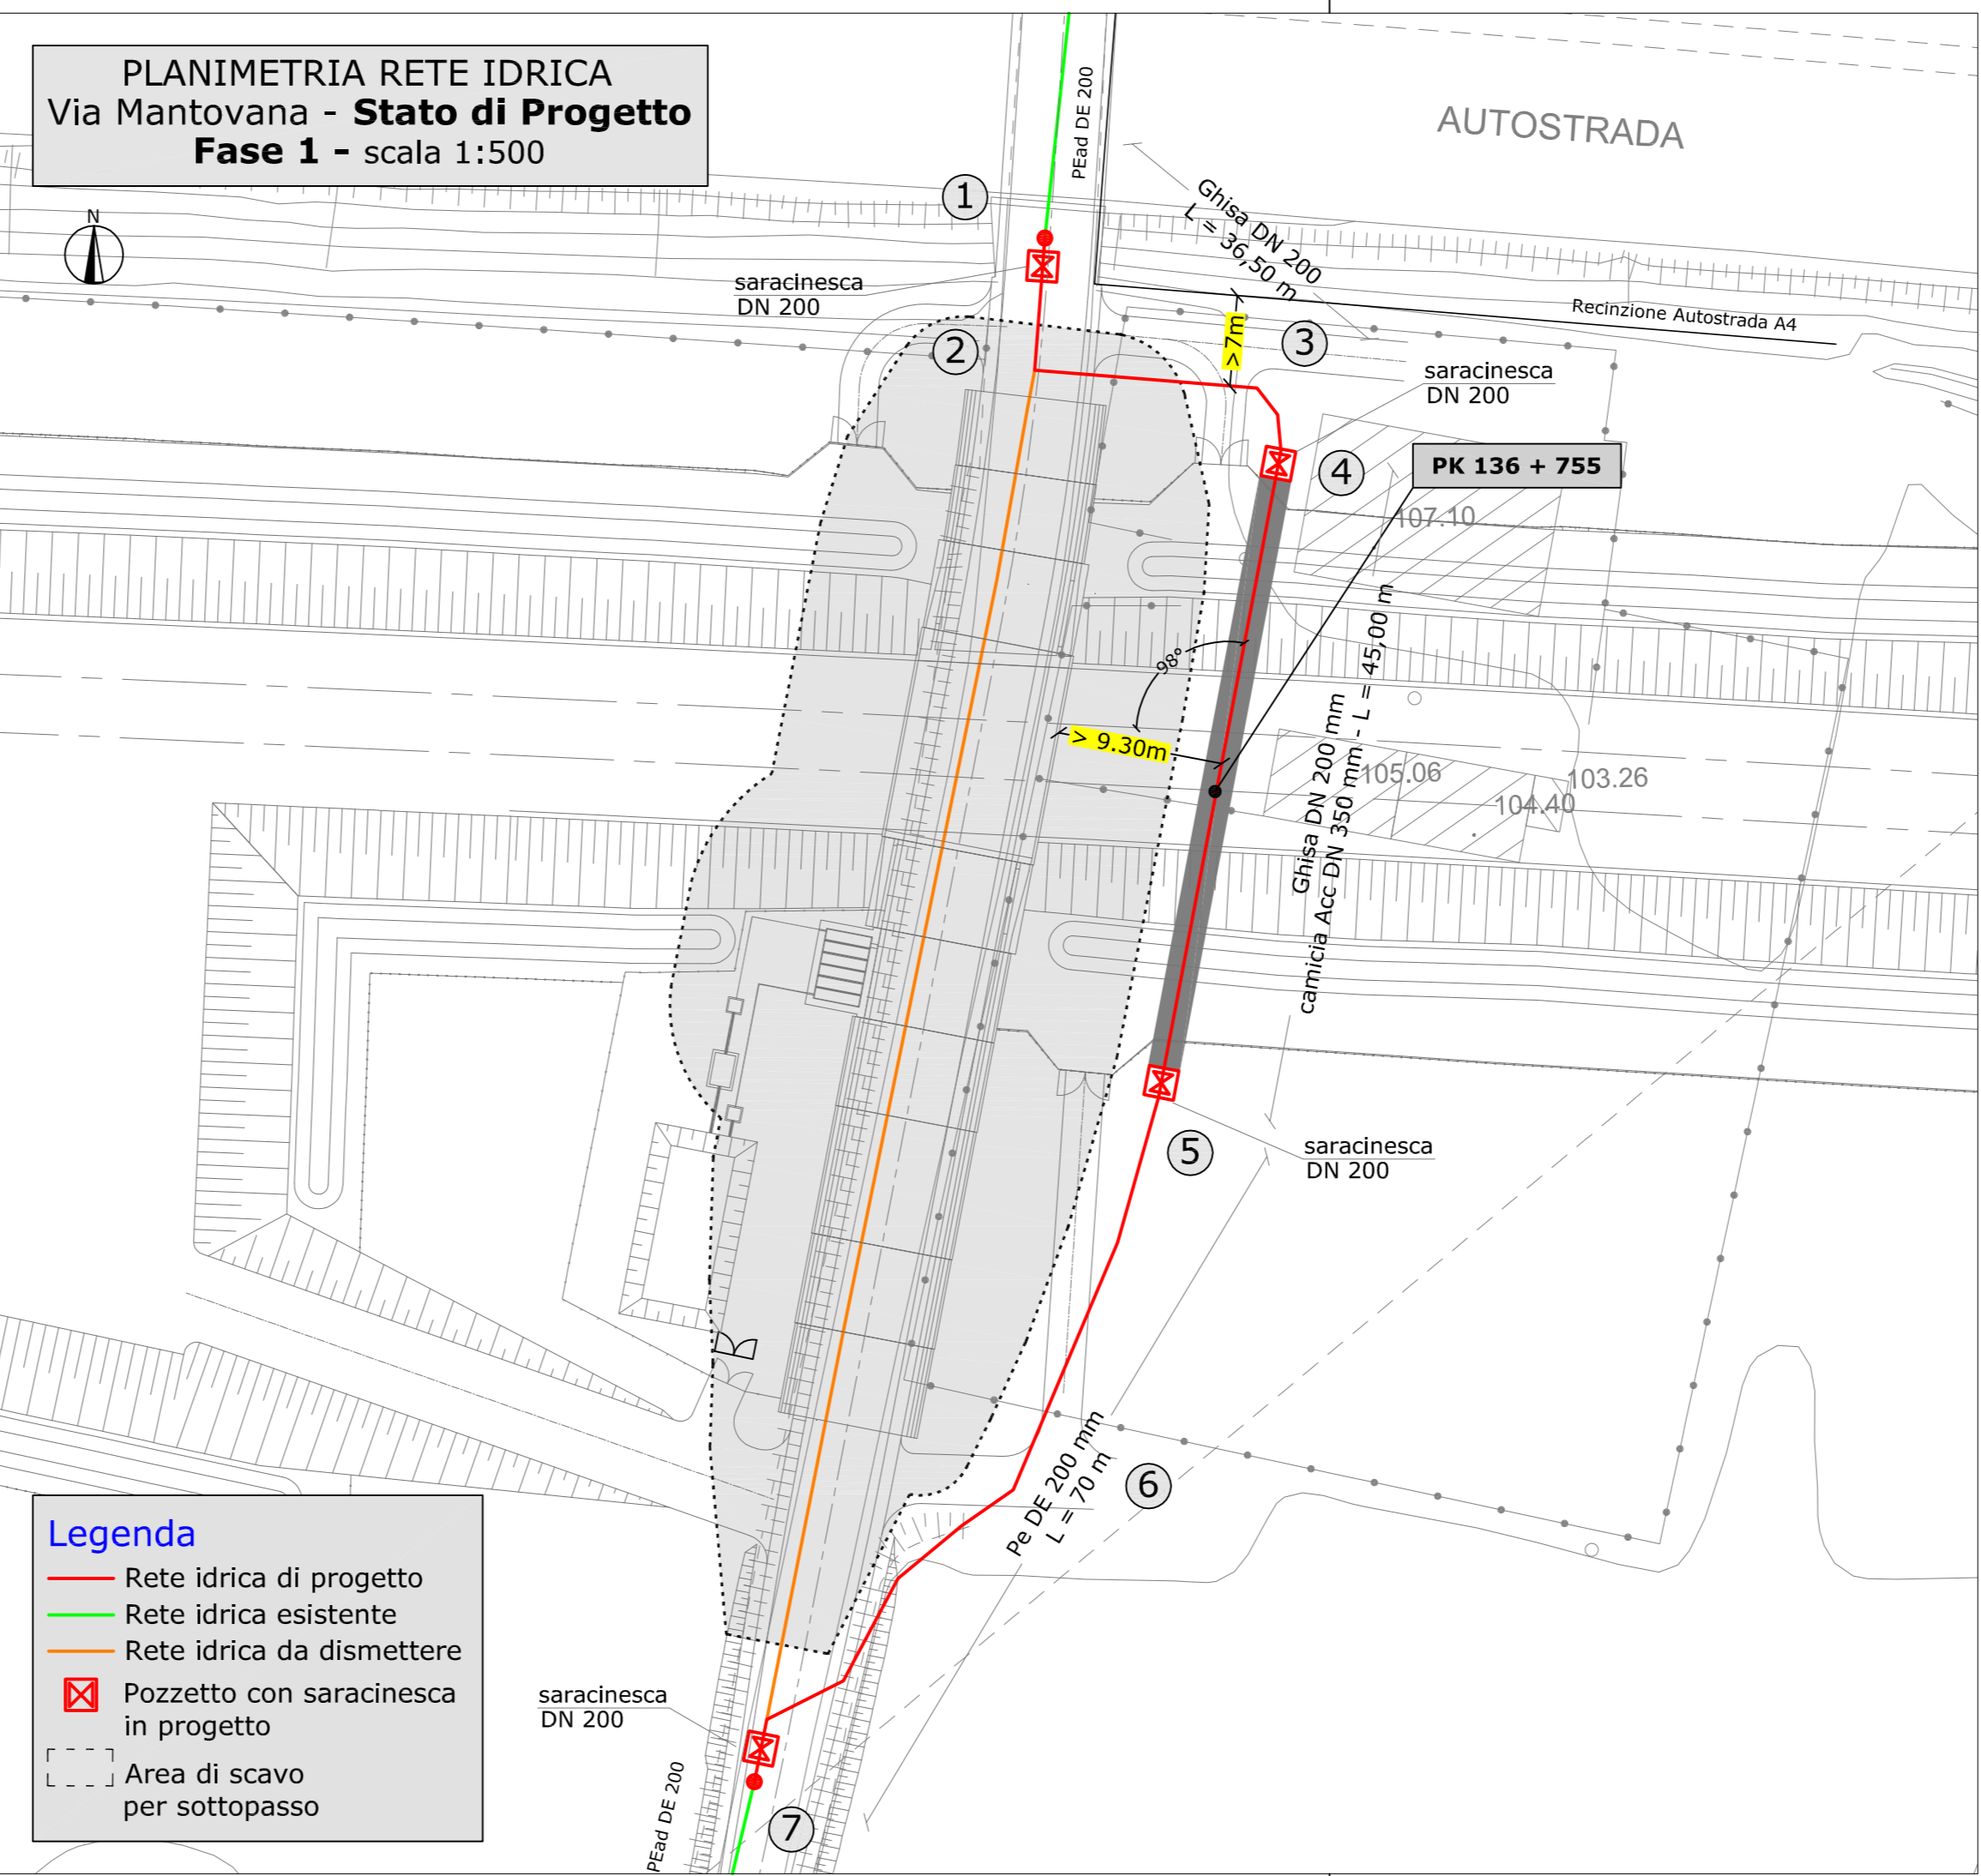 PLANIMETRIA RETE IDRICA
Via Mantovana - Stato di Progetto
Fase 1 - scala 1:500
N
PEad DE 200
AUTOSTRADA
1
Ghisa DN 200
L = 36,50 m
saracinesca
DN 200
Recinzione Autostrada A4
2
>7m
3
saracinesca
DN 200
4
PK 136 + 755
107.10
98°
> 9.30m
Ghisa DN 200 mm
camicia Acc DN 350 mm - L = 45,00 m
105.06
103.26
104.40
5
saracinesca
DN 200
Pe DE 200 mm
L = 70 m
6
Legenda
Rete idrica di progetto
Rete idrica esistente
Rete idrica da dismettere
Pozzetto con saracinesca
in progetto
Area di scavo
per sottopasso
saracinesca
DN 200
PEad DE 200
7